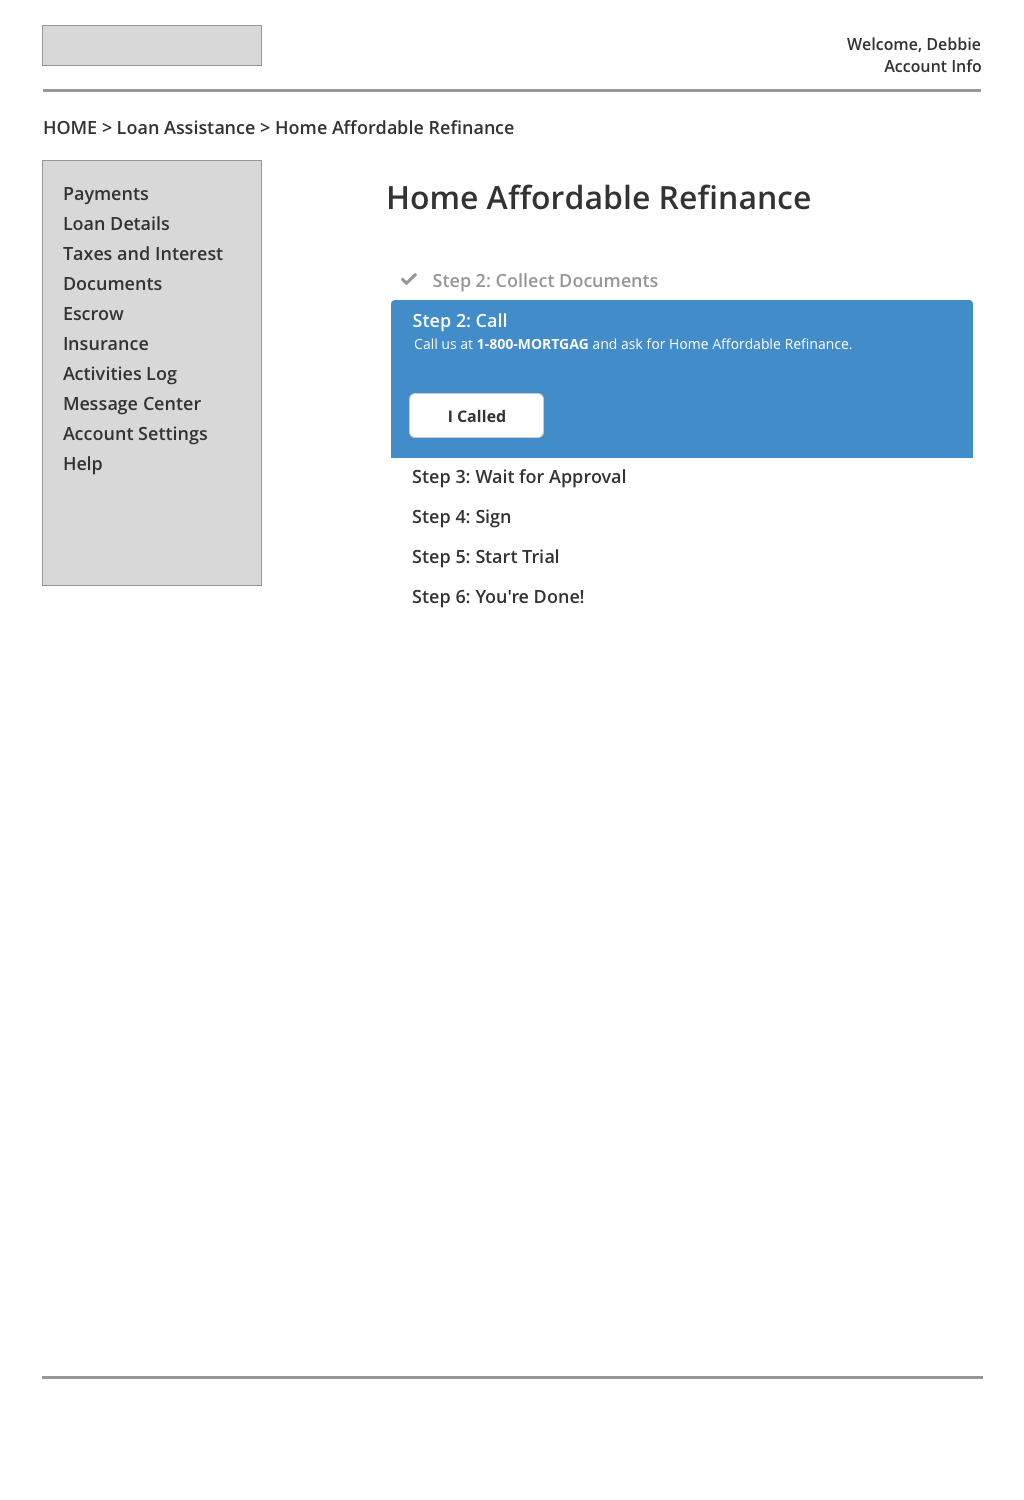 Welcome, Debbie
Account Info
HOME > Loan Assistance > Home Affordable Refinance
Payments
Loan Details
Taxes and Interest
Documents
Escrow
Insurance
Activities Log
Message Center
Account Settings
Help
Home Affordable Refinance
Step 2: Collect Documents
Step 2: Call
Call us at 1-800-MORTGAG and ask for Home Affordable Refinance.
I Called
Step 3: Wait for Approval
Step 4: Sign
Step 5: Start Trial
Step 6: You're Done!